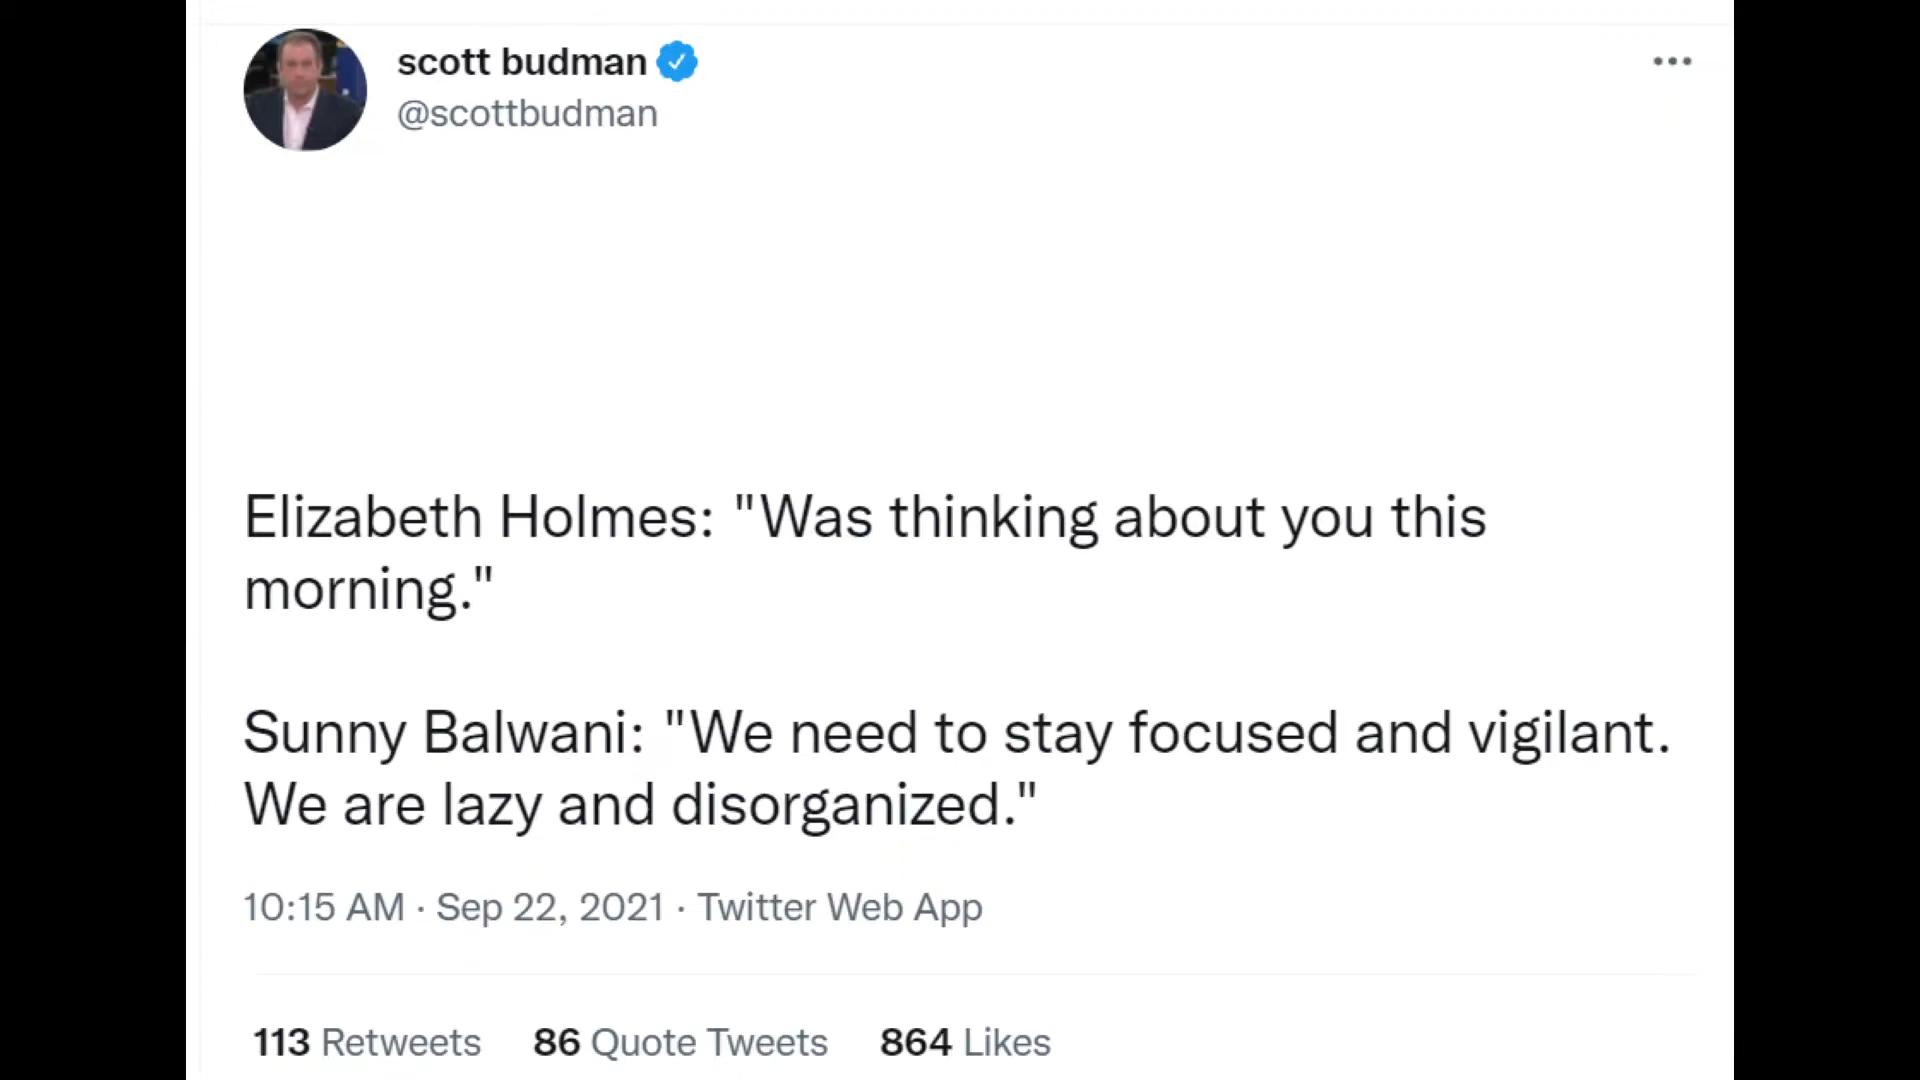 scott budman
@scottbudman
Elizabeth Holmes: "Was thinking about you this
morning."
Sunny Balwani: "We need to stay focused and vigilant.
We are lazy and disorganized."
10:15 AM · Sep 22, 2021 · Twitter Web App
113 Retweets 86 Quote Tweets 864 Likes